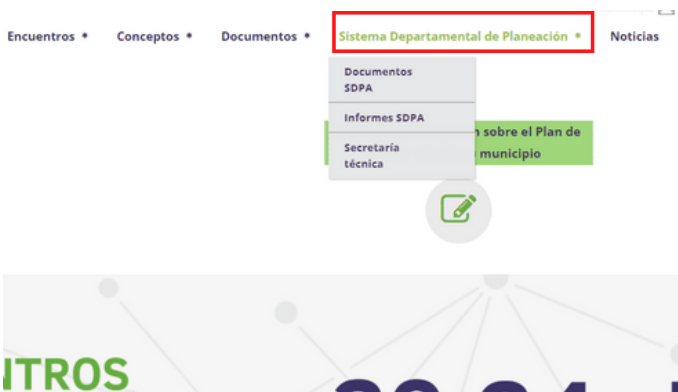 Encuentros * Conceptos * Documentos * Sistema Departamental de Planeación * Noticias
Documentos
SDPA
Informes SDPA
sobre el Plan de
Secretaría
municipio
técnica